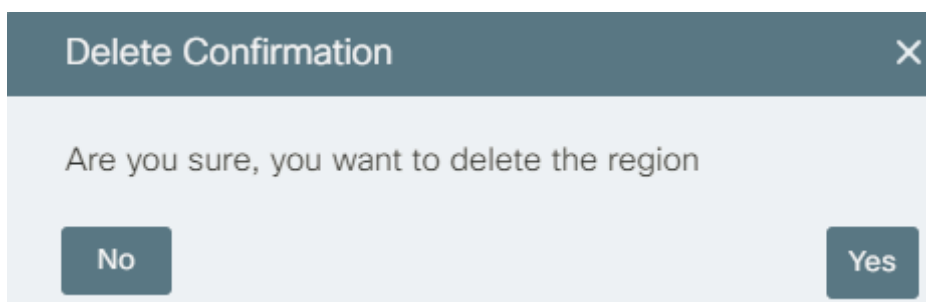 Delete Confirmation
Are you sure, you want to delete the region
No Yes